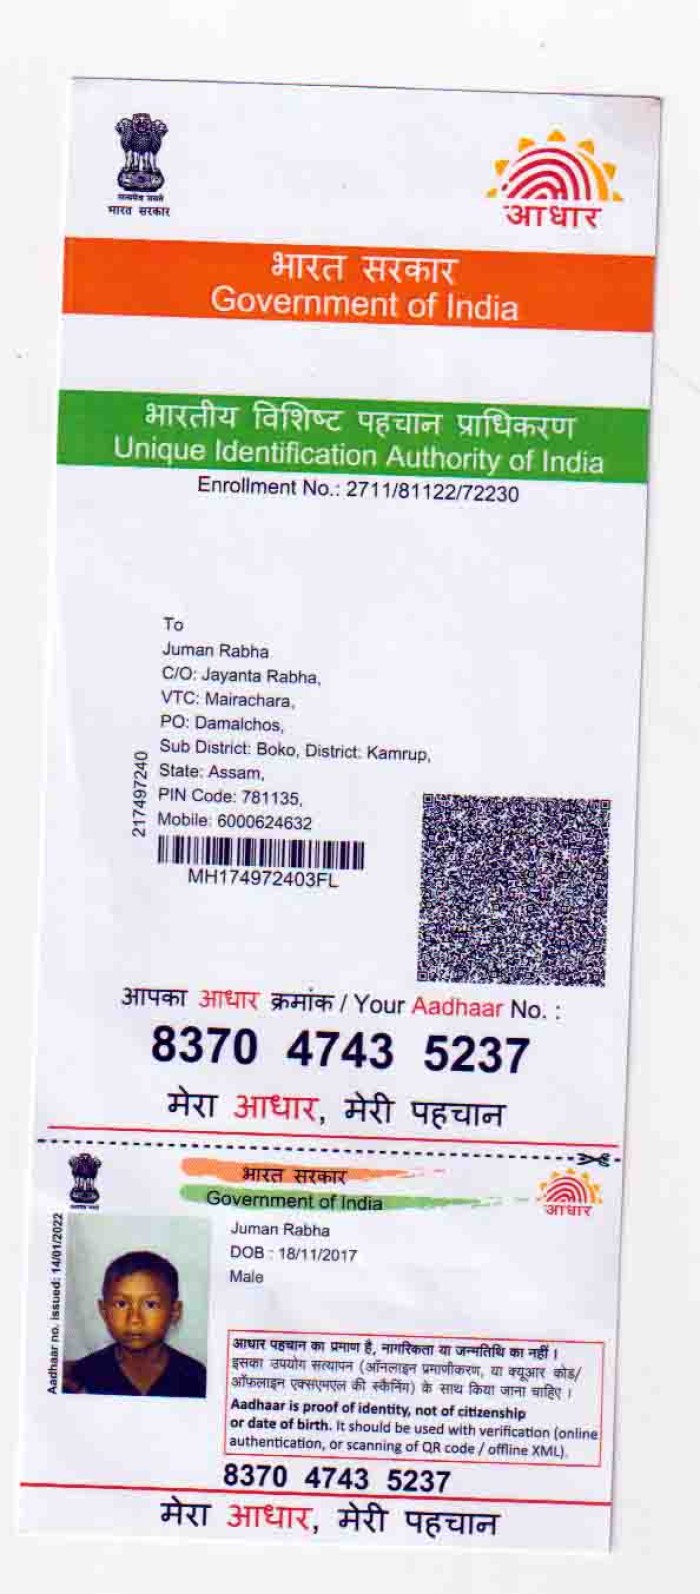 सत्यमेव जयते
भारत सरकार
आधार
भारत सरकार
Government of India
भारतीय विशिष्ट पहचान प्राधिकरण
Unique Identification Authority of India
Enrollment No.: 2711/81122/72230
To
Juman Rabha
C/O: Jayanta Rabha,
VTC: Mairachara,
PO: Damalchos,
Sub District: Boko, District: Kamrup,
State: Assam,
PIN Code: 781135,
Mobile: 6000624632
217497240
MH174972403FL
आपका आधार क्रमांक / Your Aadhaar No. :
8370 4743 5237
मेरा आधार, मेरी पहचान
भारत सरकार
Government of India
आधार
Aadhaar no. issued: 14/01/2022
Juman Rabha
DOB : 18/11/2017
Male
आधार पहचान का प्रमाण है, नागरिकता या जन्मतिथि का नहीं ।
इसका उपयोग सत्यापन (ऑनलाइन प्रमाणीकरण, या क्यूआर कोड/
ऑफ़लाइन एक्सएमएल की स्कैनिंग) के साथ किया जाना चाहिए ।
Aadhaar is proof of identity, not of citizenship
or date of birth. It should be used with verification (online
authentication, or scanning of QR code / offline XML).
8370 4743 5237
मेरा आधार, मेरी पहचान